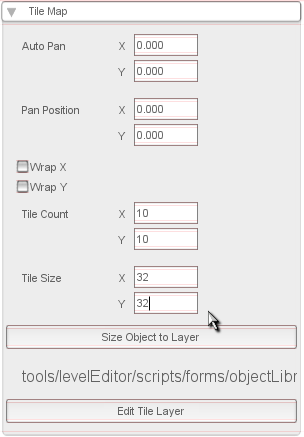 Tile Map
Auto Pan X 0.000
Y 0.000
Pan Position X 0.000
Y 0.000
Wrap X
Wrap Y
Tile Count X 10
Y 10
Tile Size X 32
Y 32
Size Object to Layer
tools/levelEditor/scripts/forms/objectLibr
Edit Tile Layer